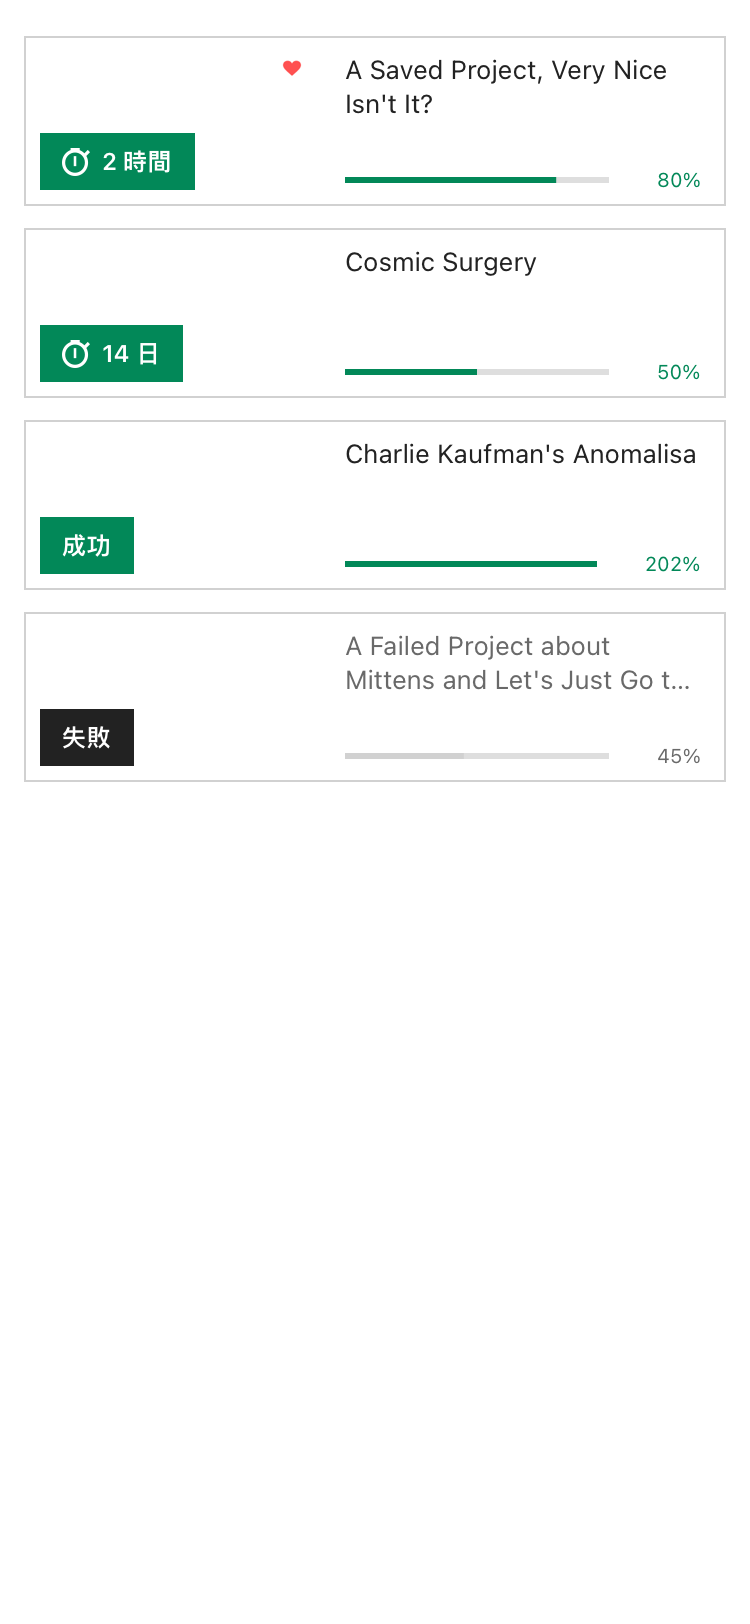 A Saved Project, Very Nice
Isn't It?
2 時間
80%
Cosmic Surgery
14 日
50%
Charlie Kaufman's Anomalisa
成功
202%
A Failed Project about
Mittens and Let's Just Go t...
失敗
45%